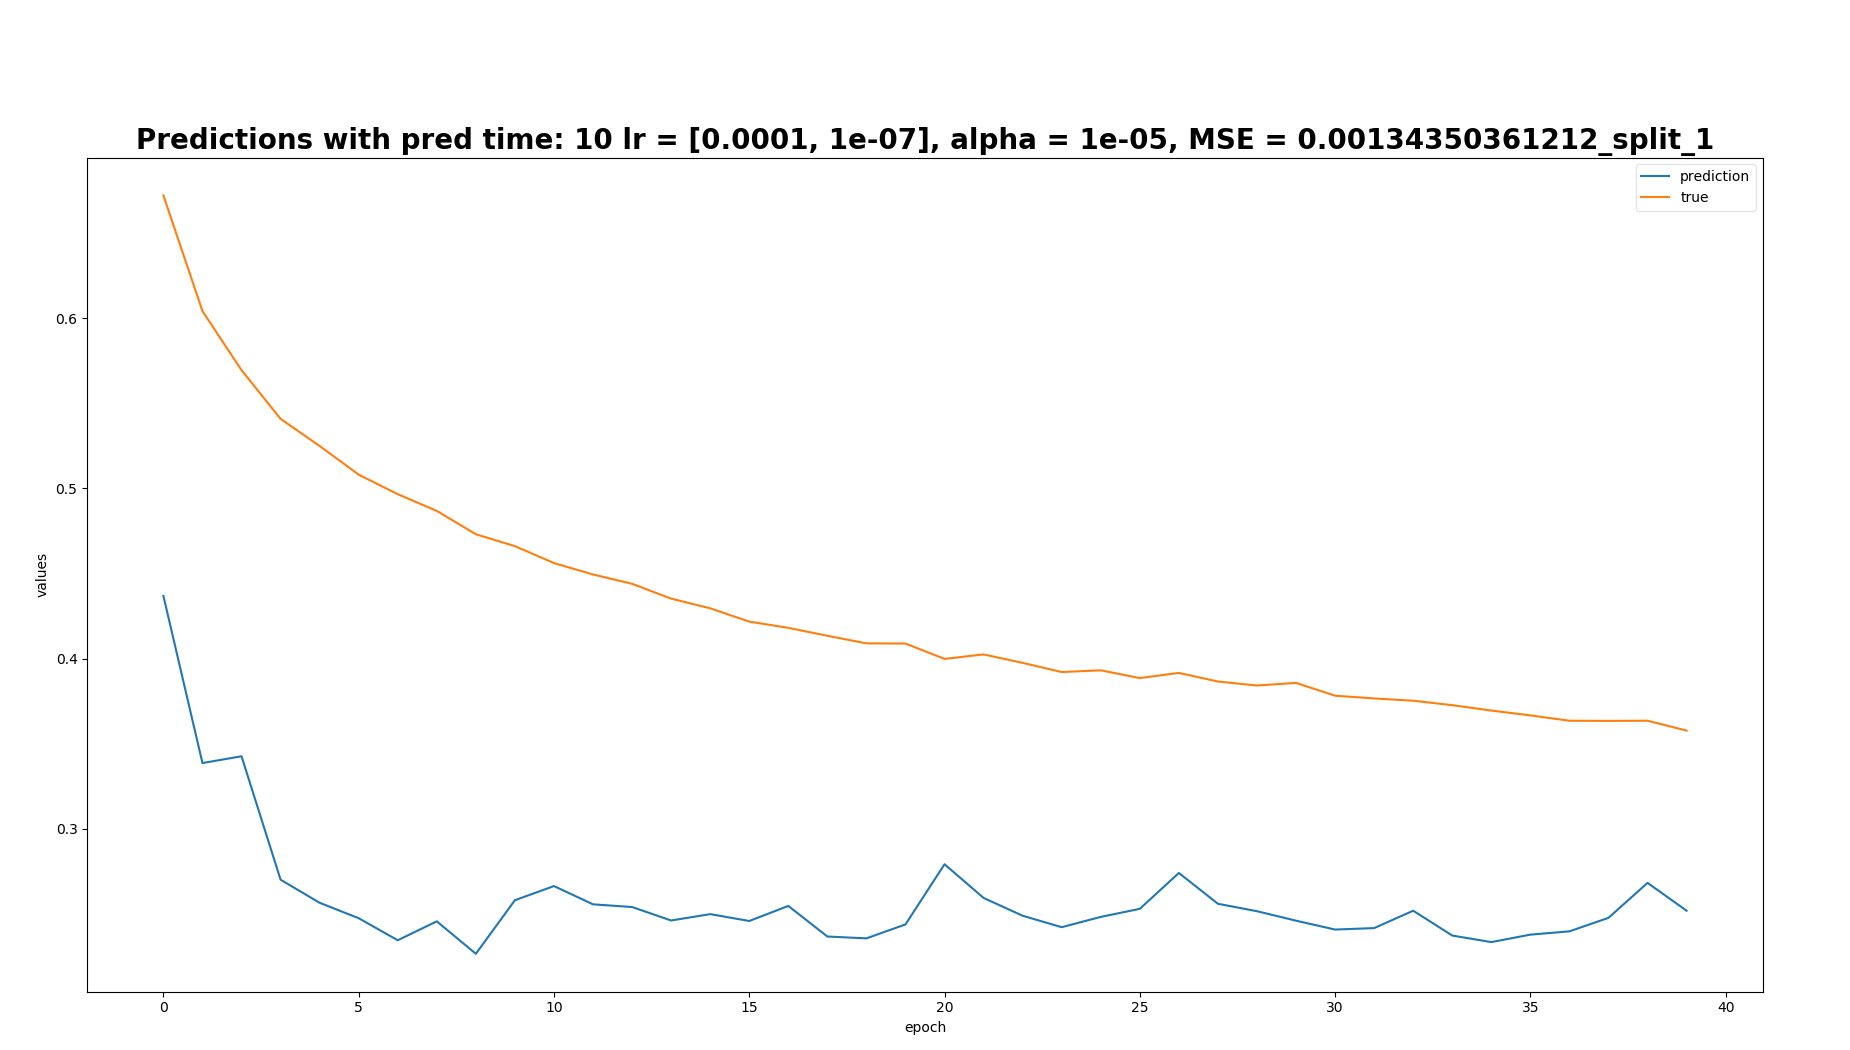 Predictions with pred time: 10 lr = [0.0001, 1e-07], alpha = 1e-05, MSE = 0.00134350361212_split_1
prediction
true
0.6
0.5
0.4
0.3
values
0 5 10 15 20 25 30 35 40
epoch